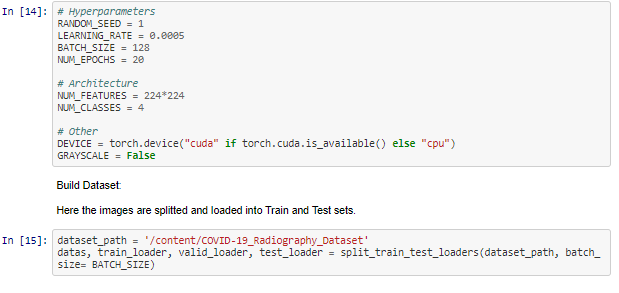 In [14]: # Hyperparameters
RANDOM_SEED = 1
LEARNING_RATE = 0.0005
BATCH_SIZE = 128
NUM_EPOCHS = 20
# Architecture
NUM_FEATURES = 224*224
NUM_CLASSES = 4
# Other
DEVICE = torch.device("cuda" if torch.cuda.is_available() else "cpu")
GRAYSCALE = False
Build Dataset:
Here the images are splitted and loaded into Train and Test sets.
In [15]: dataset_path = '/content/COVID-19_Radiography_Dataset'
datas, train_loader, valid_loader, test_loader = split_train_test_loaders(dataset_path, batch_
size= BATCH_SIZE)